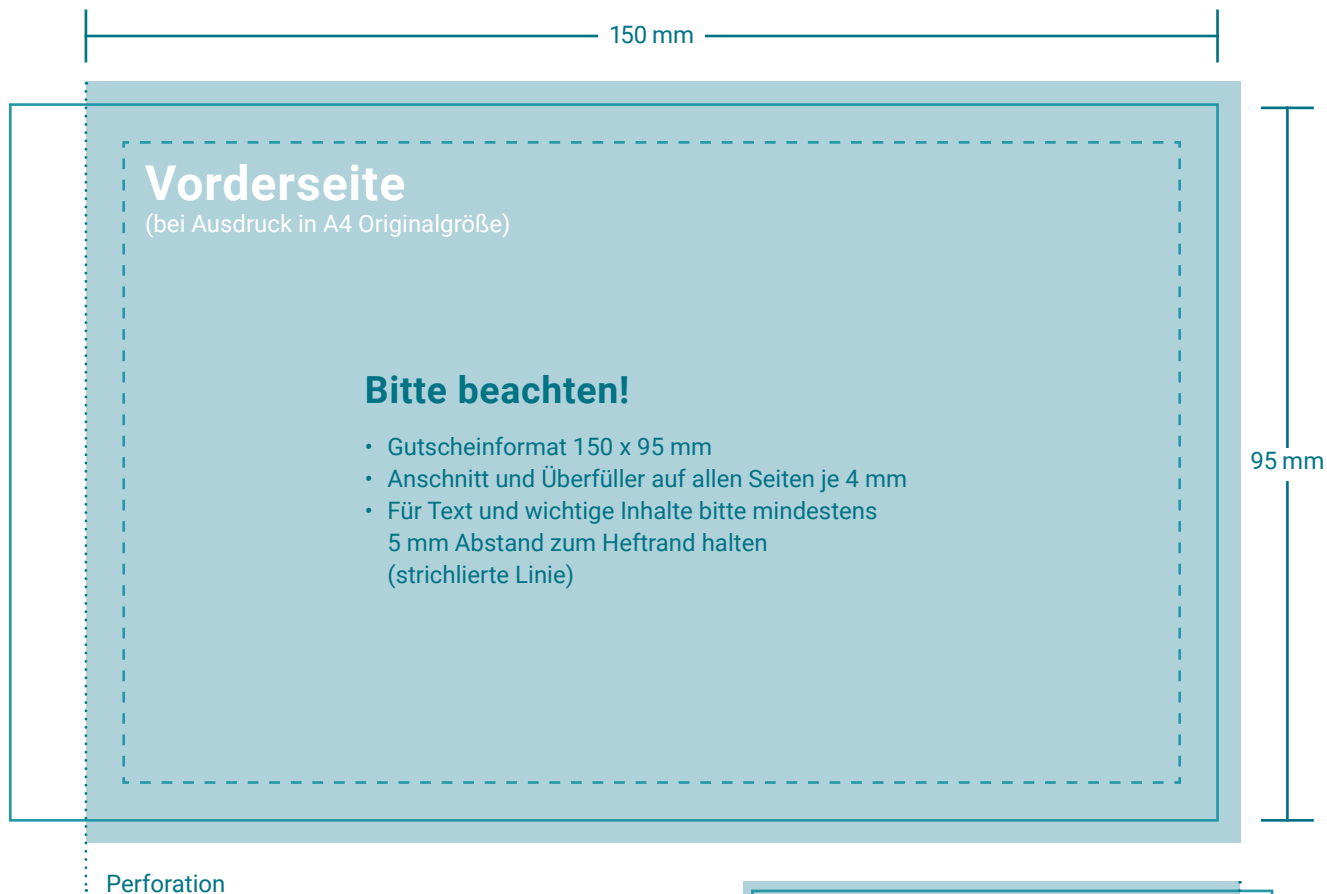 150 mm
Vorderseite
(bei Ausdruck in A4 Originalgröße)
Bitte beachten!
• Gutscheinformat 150 x 95 mm
• Anschnitt und Überfüller auf allen Seiten je 4 mm
• Für Text und wichtige Inhalte bitte mindestens
5 mm Abstand zum Heftrand halten
(strichlierte Linie)
95 mm
Perforation